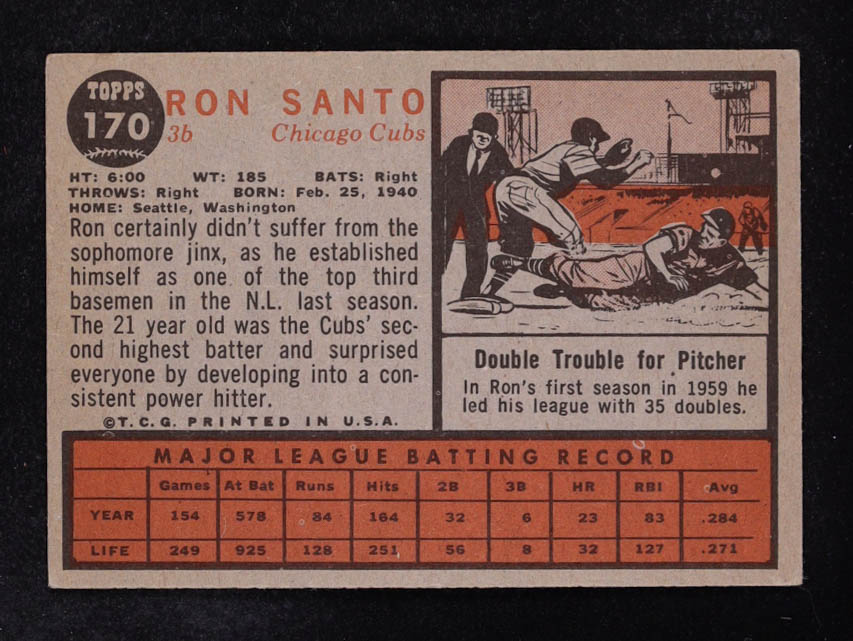 TOPPS
170
RON SANTO
3b Chicago Cubs
HT: 6:00 WT: 185 BATS: Right
THROWS: Right BORN: Feb. 25, 1940
HOME: Seattle, Washington
Ron certainly didn't suffer from the
sophomore jinx, as he established
himself as one of the top third
basemen in the N.L. last season.
The 21 year old was the Cubs' sec-
ond highest batter and surprised
everyone by developing into a con-
sistent power hitter.
©T.C.G. PRINTED IN U.S.A.
Double Trouble for Pitcher
In Ron's first season in 1959 he
led his league with 35 doubles.
MAJOR LEAGUE BATTING RECORD
Games At Bat Runs Hits 2B 3B HR RBI Avg
YEAR 154 578 84 164 32 6 23 83 .284
LIFE 249 925 128 251 56 8 32 127 .271